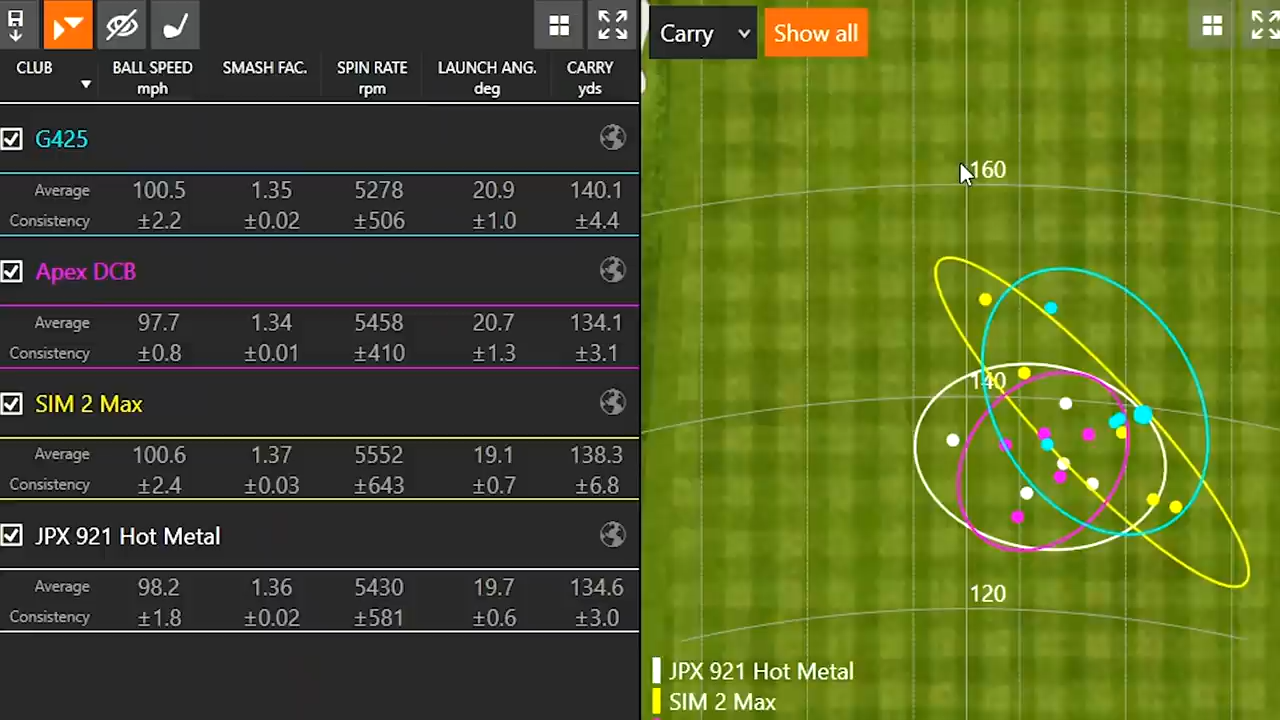 CLUB BALL SPEED SMASH FAC. SPIN RATE LAUNCH ANG. CARRY
mph rpm deg yds
G425
Average 100.5 1.35 5278 20.9 140.1
Consistency ±2.2 ±0.02 ±506 ±1.0 ±4.4
Apex DCB
Average 97.7 1.34 5458 20.7 134.1
Consistency ±0.8 ±0.01 ±410 ±1.3 ±3.1
SIM 2 Max
Average 100.6 1.37 5552 19.1 138.3
Consistency ±2.4 ±0.03 ±643 ±0.7 ±6.8
JPX 921 Hot Metal
Average 98.2 1.36 5430 19.7 134.6
Consistency ±1.8 ±0.02 ±581 ±0.6 ±3.0
Carry Show all
160
140
120
JPX 921 Hot Metal
SIM 2 Max